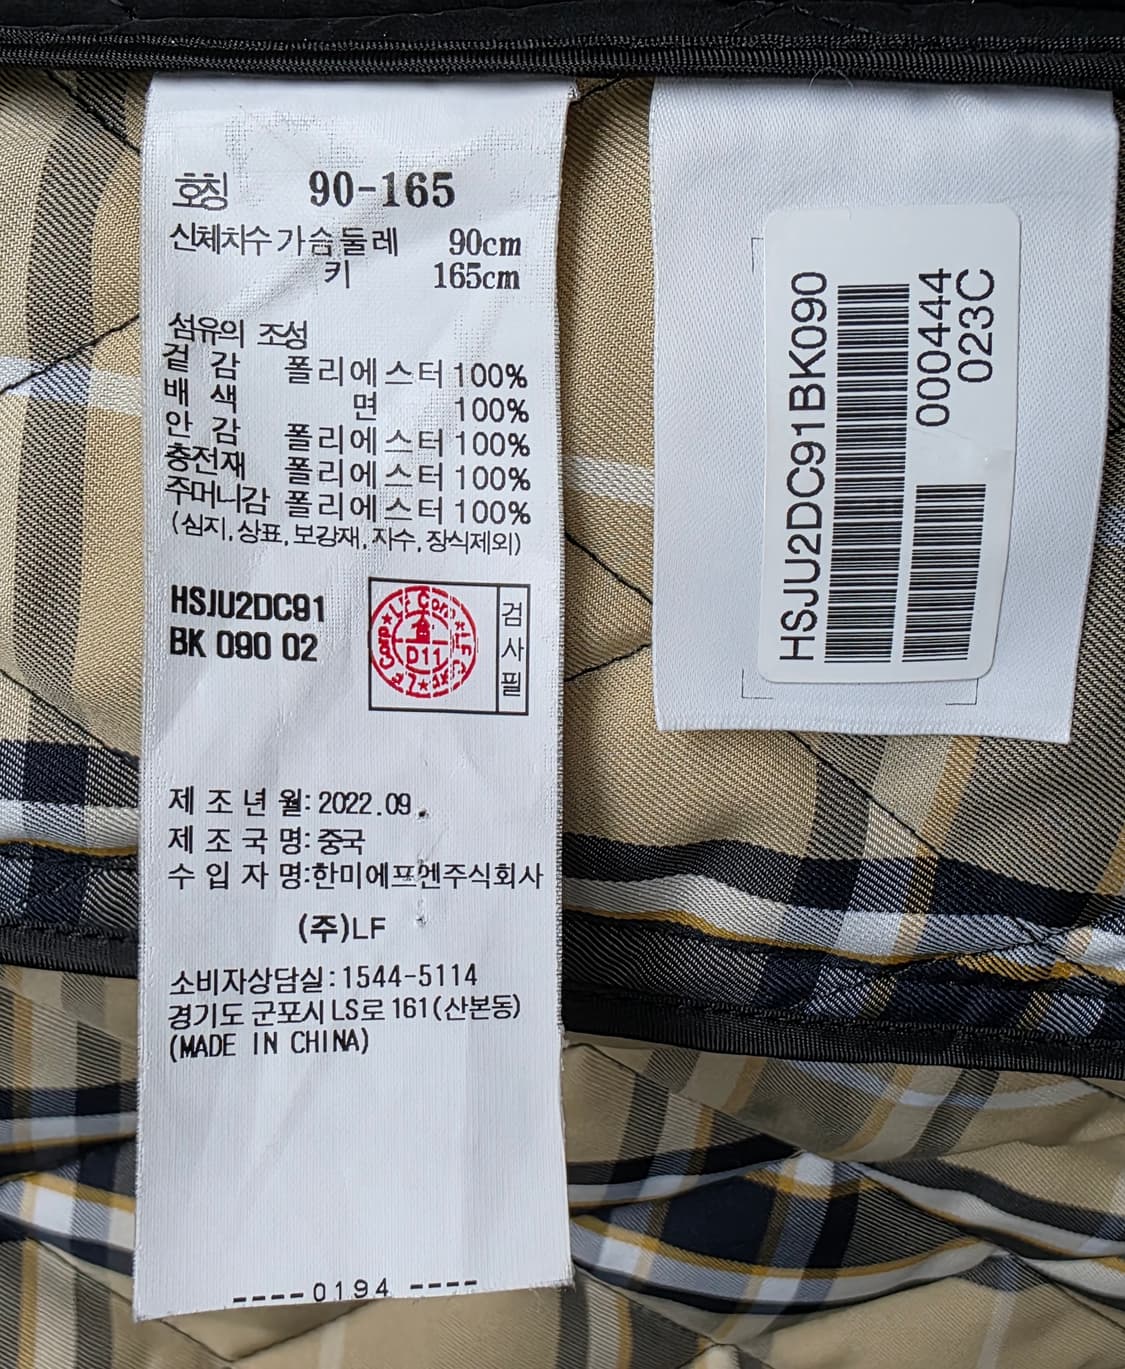 호칭 90-165
신체치수 가슴둘레 90cm
키 165cm
섬유의 조성
겉 감 폴리에스터 100%
배 색 면 100%
안 감 폴리에스터 100%
충전재 폴리에스터 100%
주머니감 폴리에스터 100%
(심지,상표,보강재,자수,장식제외)
HSJU2DC91
BK 090 02
LF Corp★LF Corp★LF Corp★
D11
검사필
제 조 년 월: 2022.09.
제 조 국 명: 중국
수 입 자 명:한미에프엔주식회사
(주)LF
소비자상담실:1544-5114
경기도 군포시 LS로 161(산본동)
(MADE IN CHINA)
----0194 ----
HSJU2DC91BK090
000444
023C